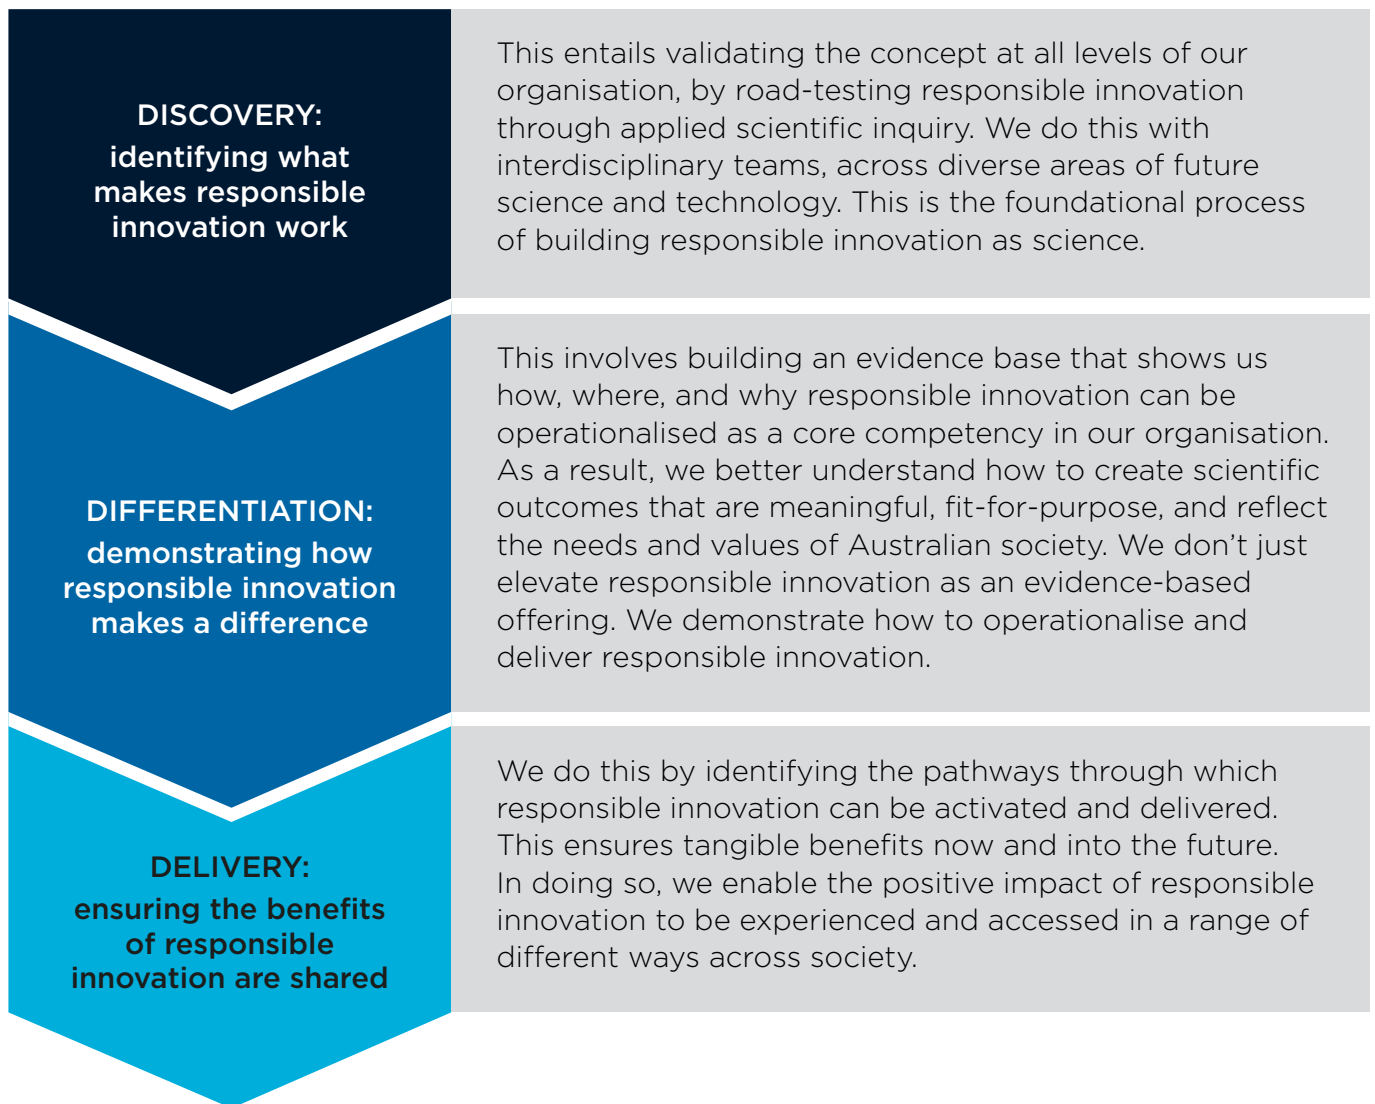 DISCOVERY:
identifying what
makes responsible
innovation work
This entails validating the concept at all levels of our
organisation, by road-testing responsible innovation
through applied scientific inquiry. We do this with
interdisciplinary teams, across diverse areas of future
science and technology. This is the foundational process
of building responsible innovation as science.
DIFFERENTIATION:
demonstrating how
responsible innovation
makes a difference
This involves building an evidence base that shows us
how, where, and why responsible innovation can be
operationalised as a core competency in our organisation.
As a result, we better understand how to create scientific
outcomes that are meaningful, fit-for-purpose, and reflect
the needs and values of Australian society. We don’t just
elevate responsible innovation as an evidence-based
offering. We demonstrate how to operationalise and
deliver responsible innovation.
DELIVERY:
ensuring the benefits
of responsible
innovation are shared
We do this by identifying the pathways through which
responsible innovation can be activated and delivered.
This ensures tangible benefits now and into the future.
In doing so, we enable the positive impact of responsible
innovation to be experienced and accessed in a range of
different ways across society.